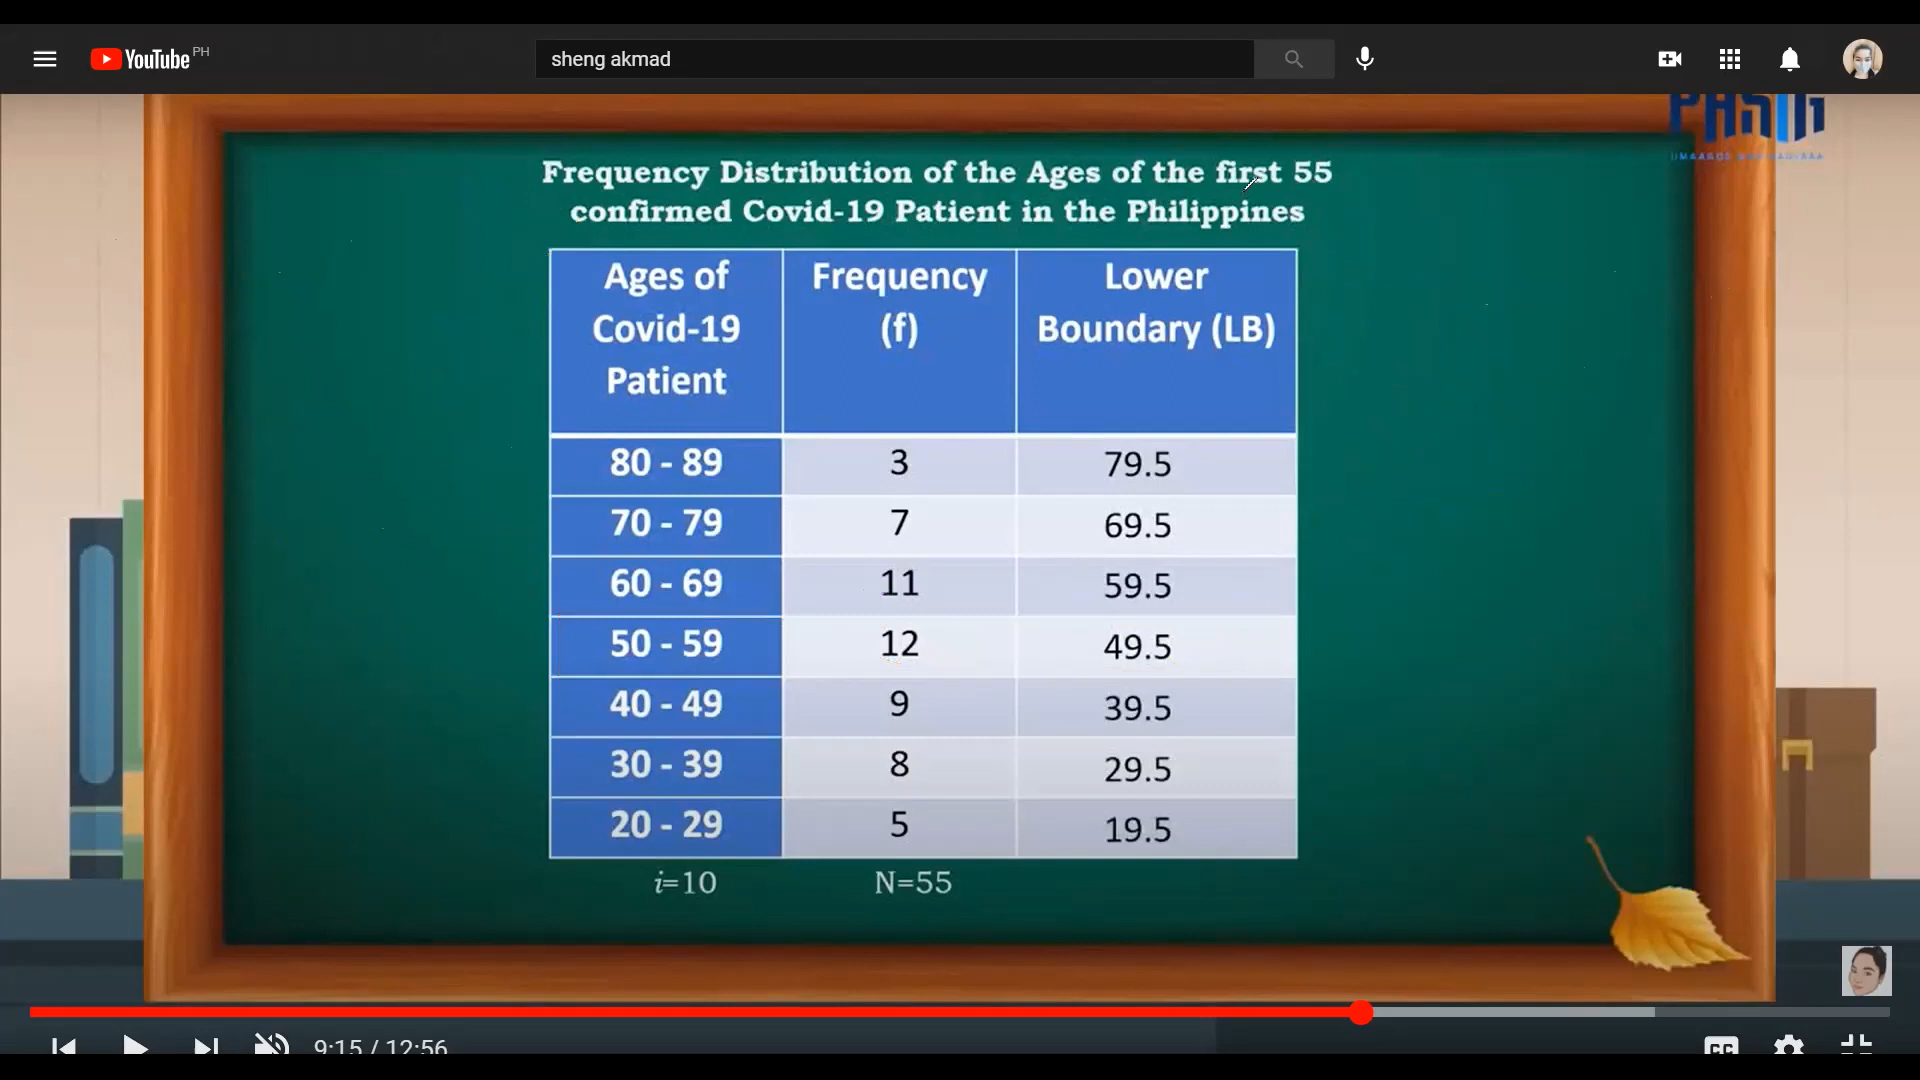 YouTube PH
sheng akmad
Frequency Distribution of the Ages of the first 55
confirmed Covid-19 Patient in the Philippines
Ages of Covid-19 Patient Frequency (f) Lower Boundary (LB)
80 - 89 3 79.5
70 - 79 7 69.5
60 - 69 11 59.5
50 - 59 12 49.5
40 - 49 9 39.5
30 - 39 8 29.5
20 - 29 5 19.5
i=10 N=55
9:15 / 12:56
CC